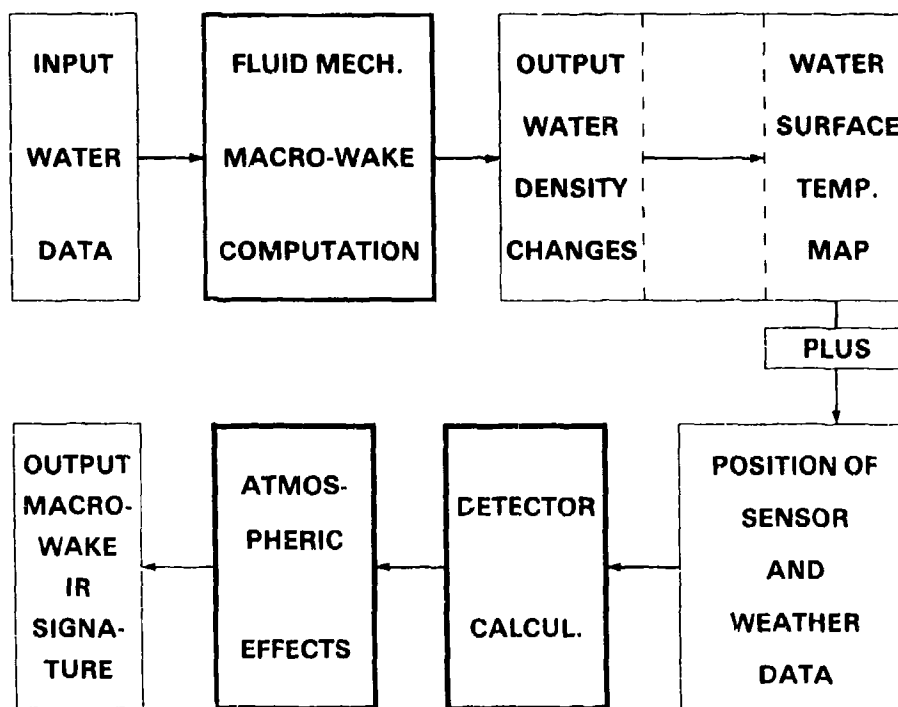 INPUT
WATER
DATA
FLUID MECH.
MACRO-WAKE
COMPUTATION
OUTPUT
WATER
DENSITY
CHANGES
WATER
SURFACE
TEMP.
MAP
PLUS
POSITION OF
SENSOR
AND
WEATHER
DATA
DETECTOR
CALCUL.
ATMOS-
PHERIC
EFFECTS
OUTPUT
MACRO-
WAKE
IR
SIGNA-
TURE